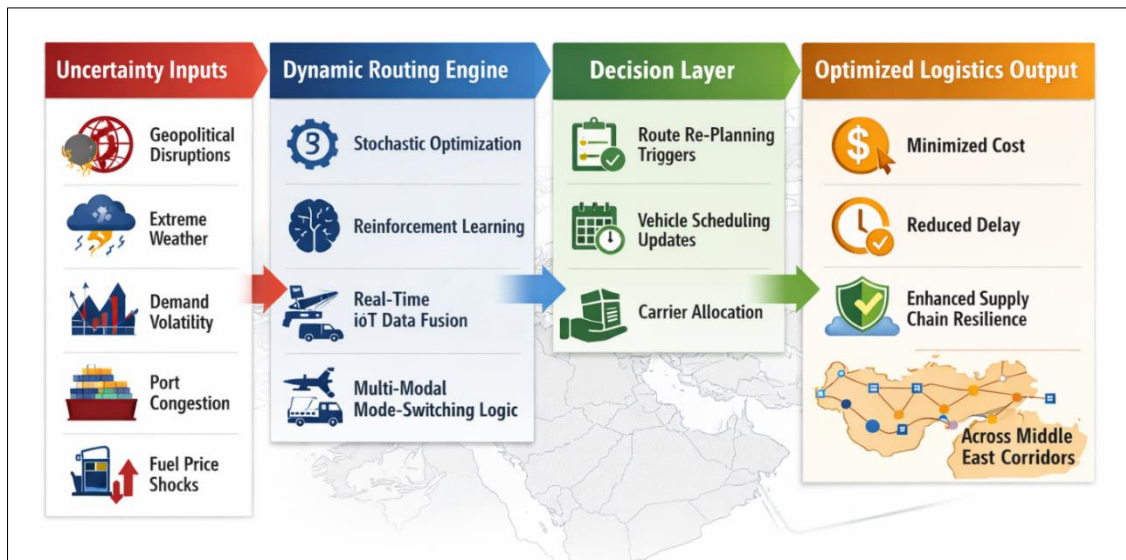 Uncertainty Inputs
Geopolitical
Disruptions
Extreme
Weather
Demand
Volatility
Port
Congestion
Fuel Price
Shocks
Dynamic Routing Engine
3
Stochastic Optimization
Reinforcement Learning
Real-Time
ioT Data Fusion
Multi-Modal
Mode-Switching Logic
Decision Layer
Route Re-Planning
Triggers
Vehicle Scheduling
Updates
Carrier Allocation
Optimized Logistics Output
$
Minimized Cost
Reduced Delay
Enhanced Supply
Chain Resilience
Across Middle
East Corridors